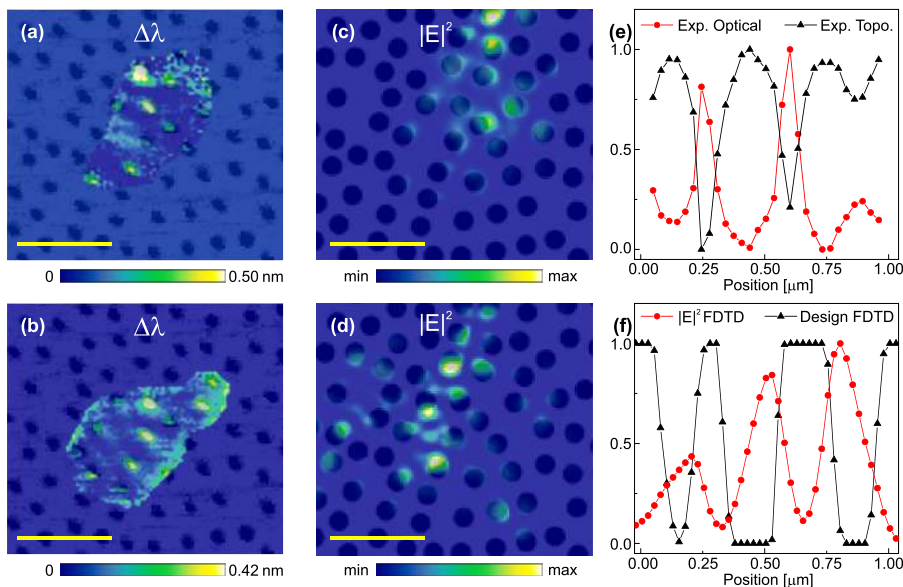 (a) Δλ
0 0.50 nm
(b) Δλ
0 0.42 nm
(c) |E|²
min max
(d) |E|²
min max
(e) Exp. Optical Exp. Topo.
1.0
0.5
0.0
0.00 0.25 0.50 0.75 1.00
Position [μm]
(f) |E|² FDTD Design FDTD
1.0
0.5
0.0
0.00 0.25 0.50 0.75 1.00
Position [μm]